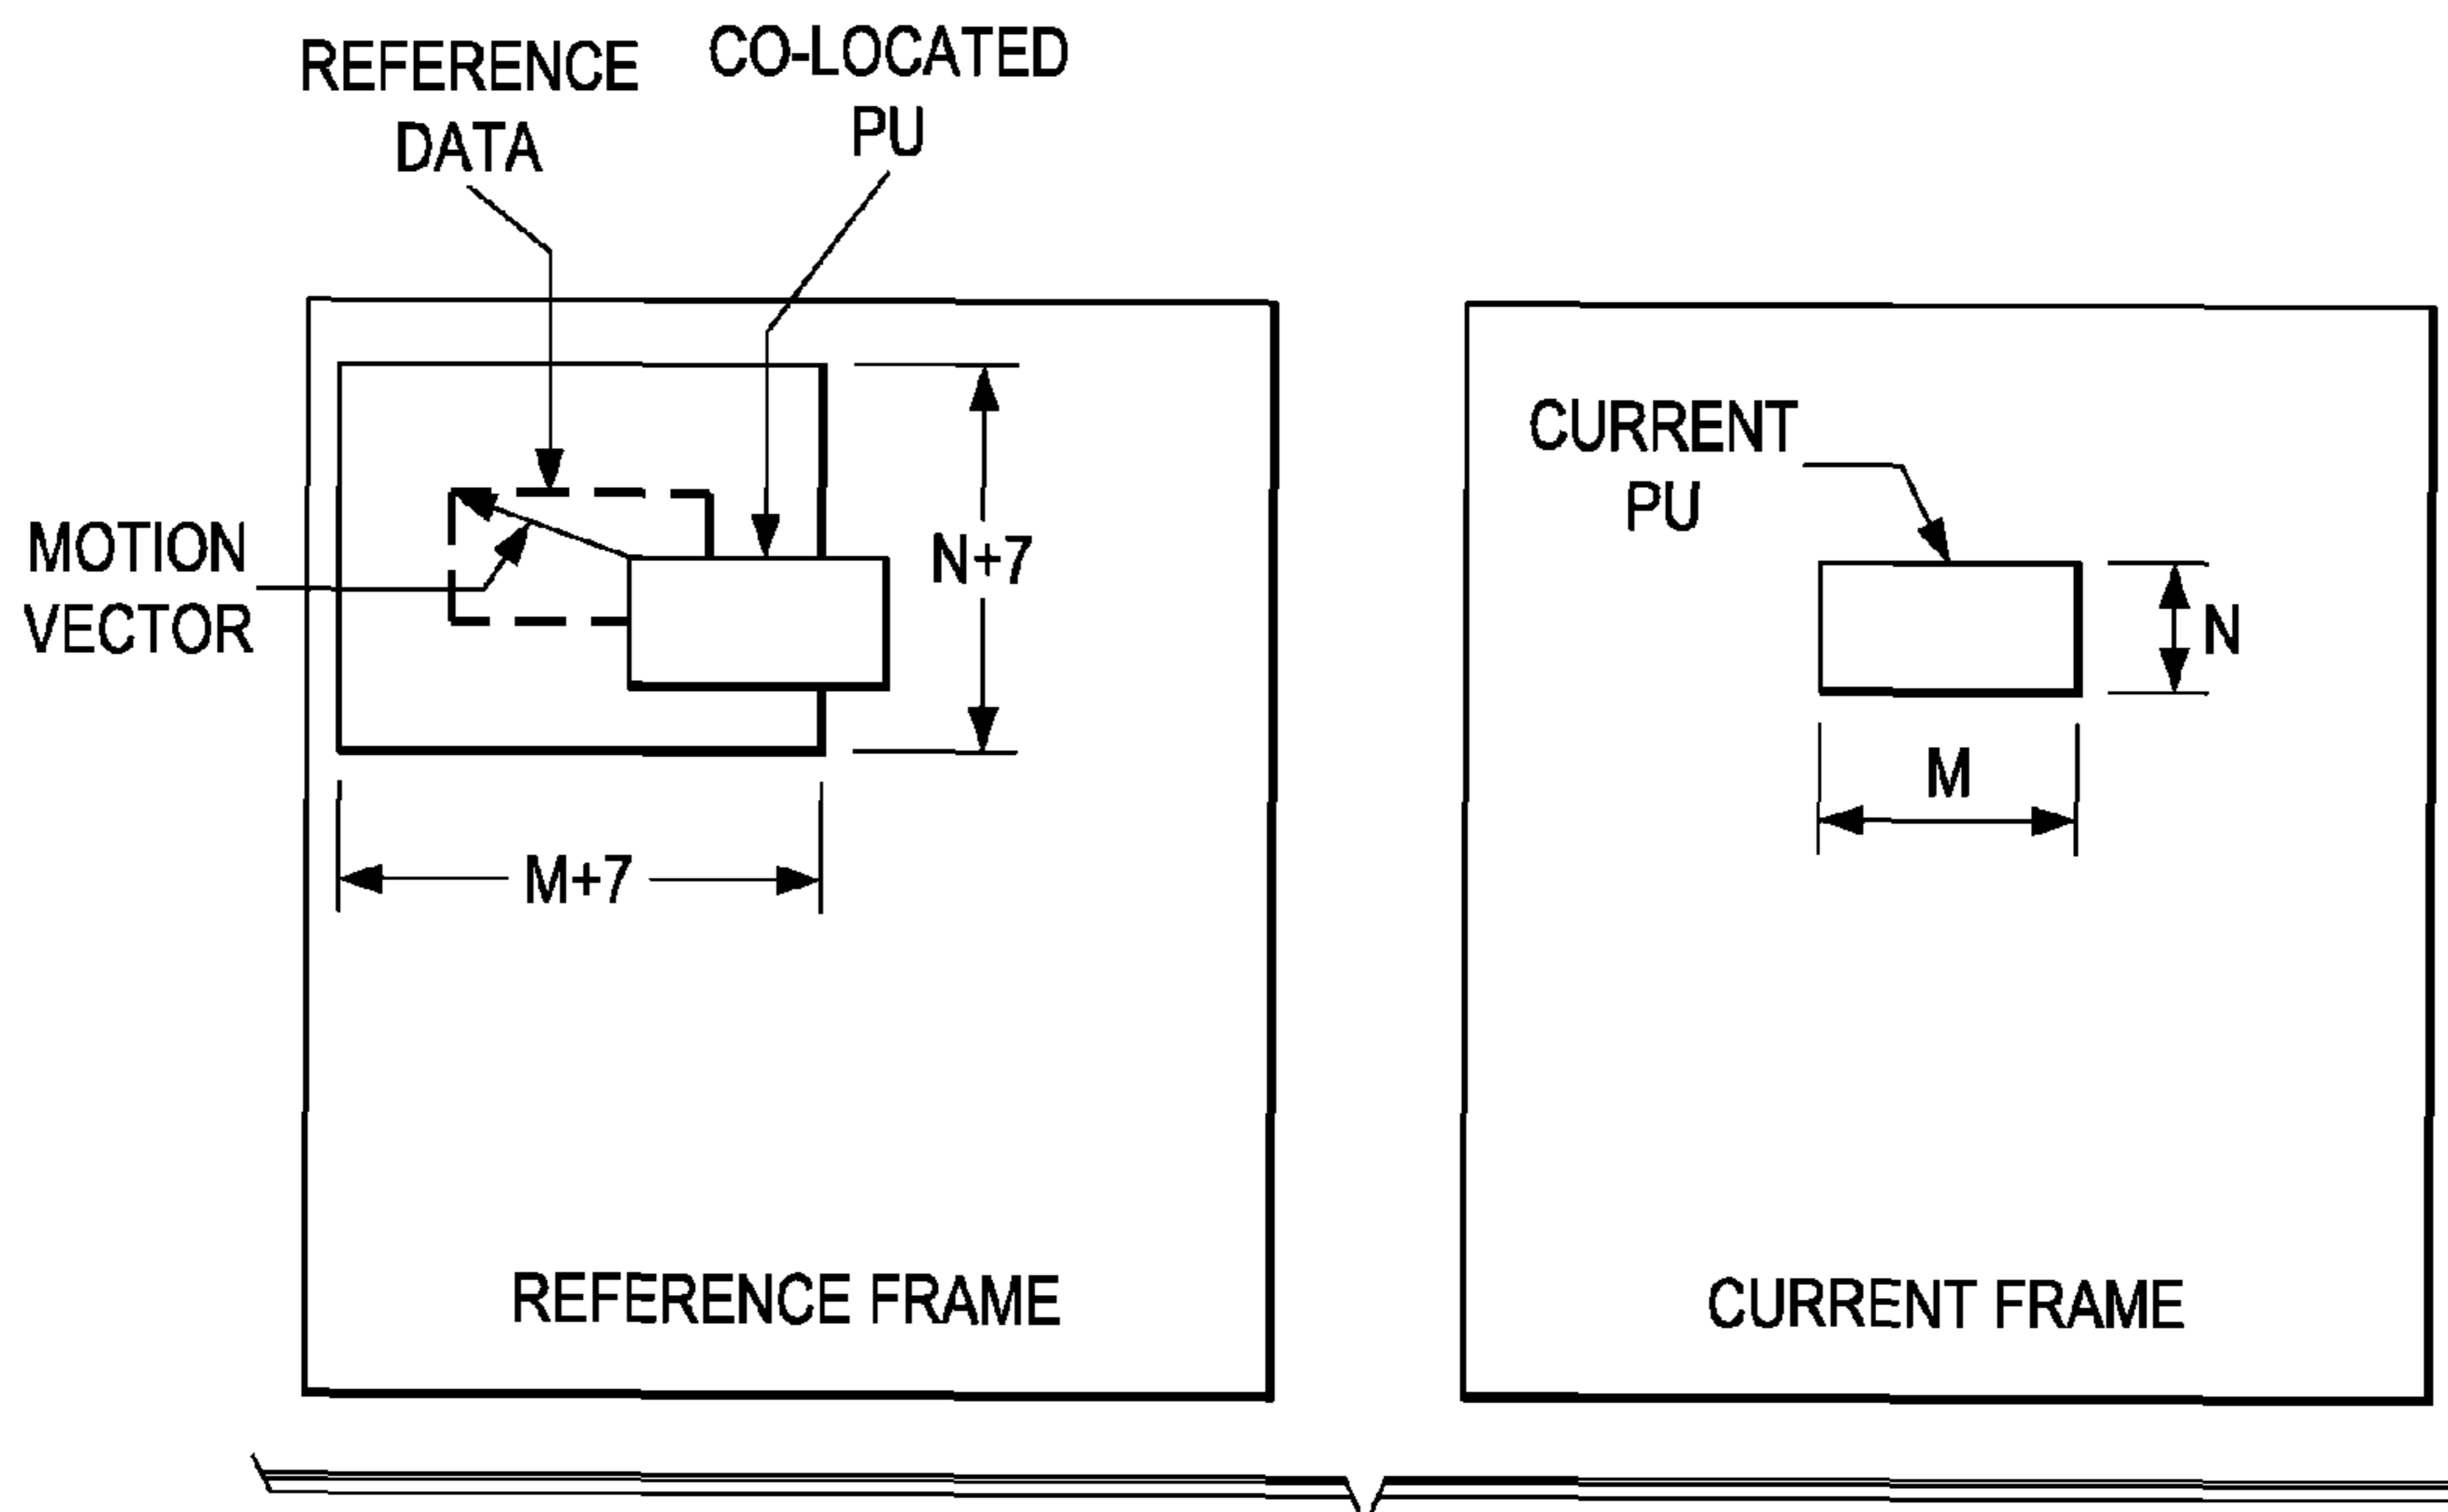 REFERENCE
DATA
CO-LOCATED
PU
MOTION
VECTOR
N+7
M+7
REFERENCE FRAME
CURRENT
PU
N
M
CURRENT FRAME